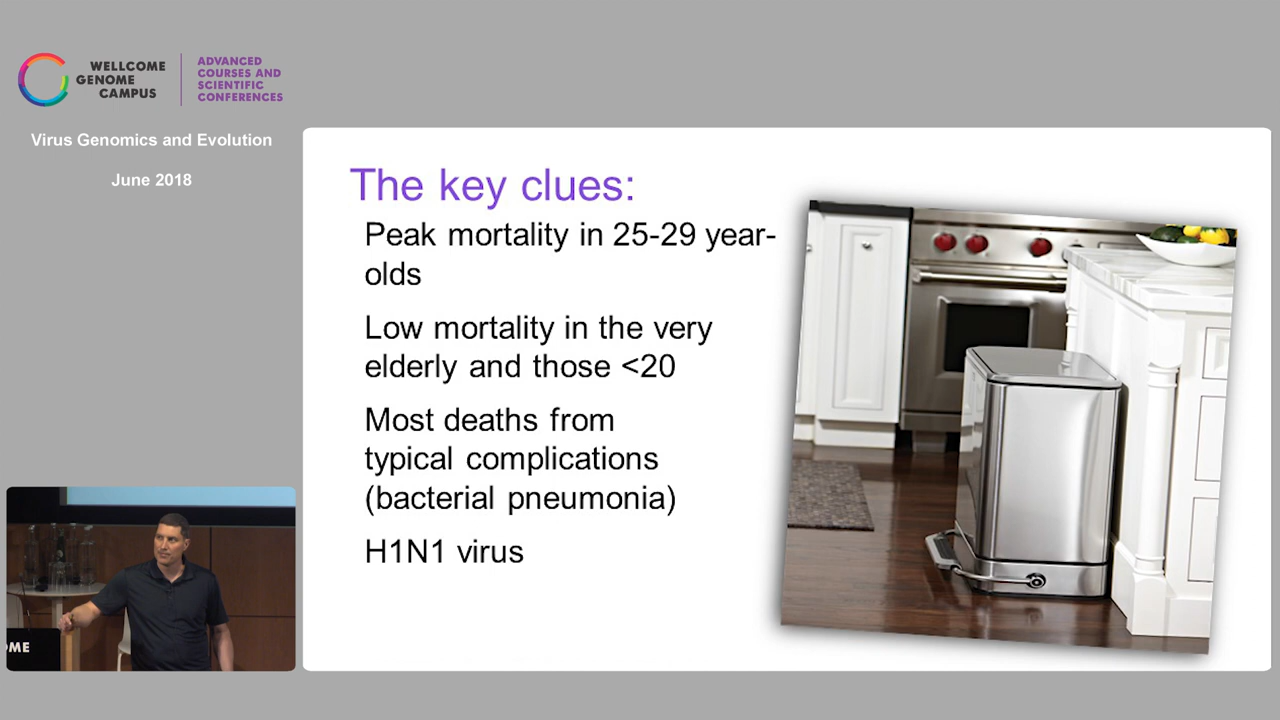 WELLCOME
GENOME
CAMPUS
ADVANCED
COURSES AND
SCIENTIFIC
CONFERENCES
Virus Genomics and Evolution
June 2018
The key clues:
Peak mortality in 25-29 year-
olds
Low mortality in the very
elderly and those <20
Most deaths from
typical complications
(bacterial pneumonia)
H1N1 virus
OME